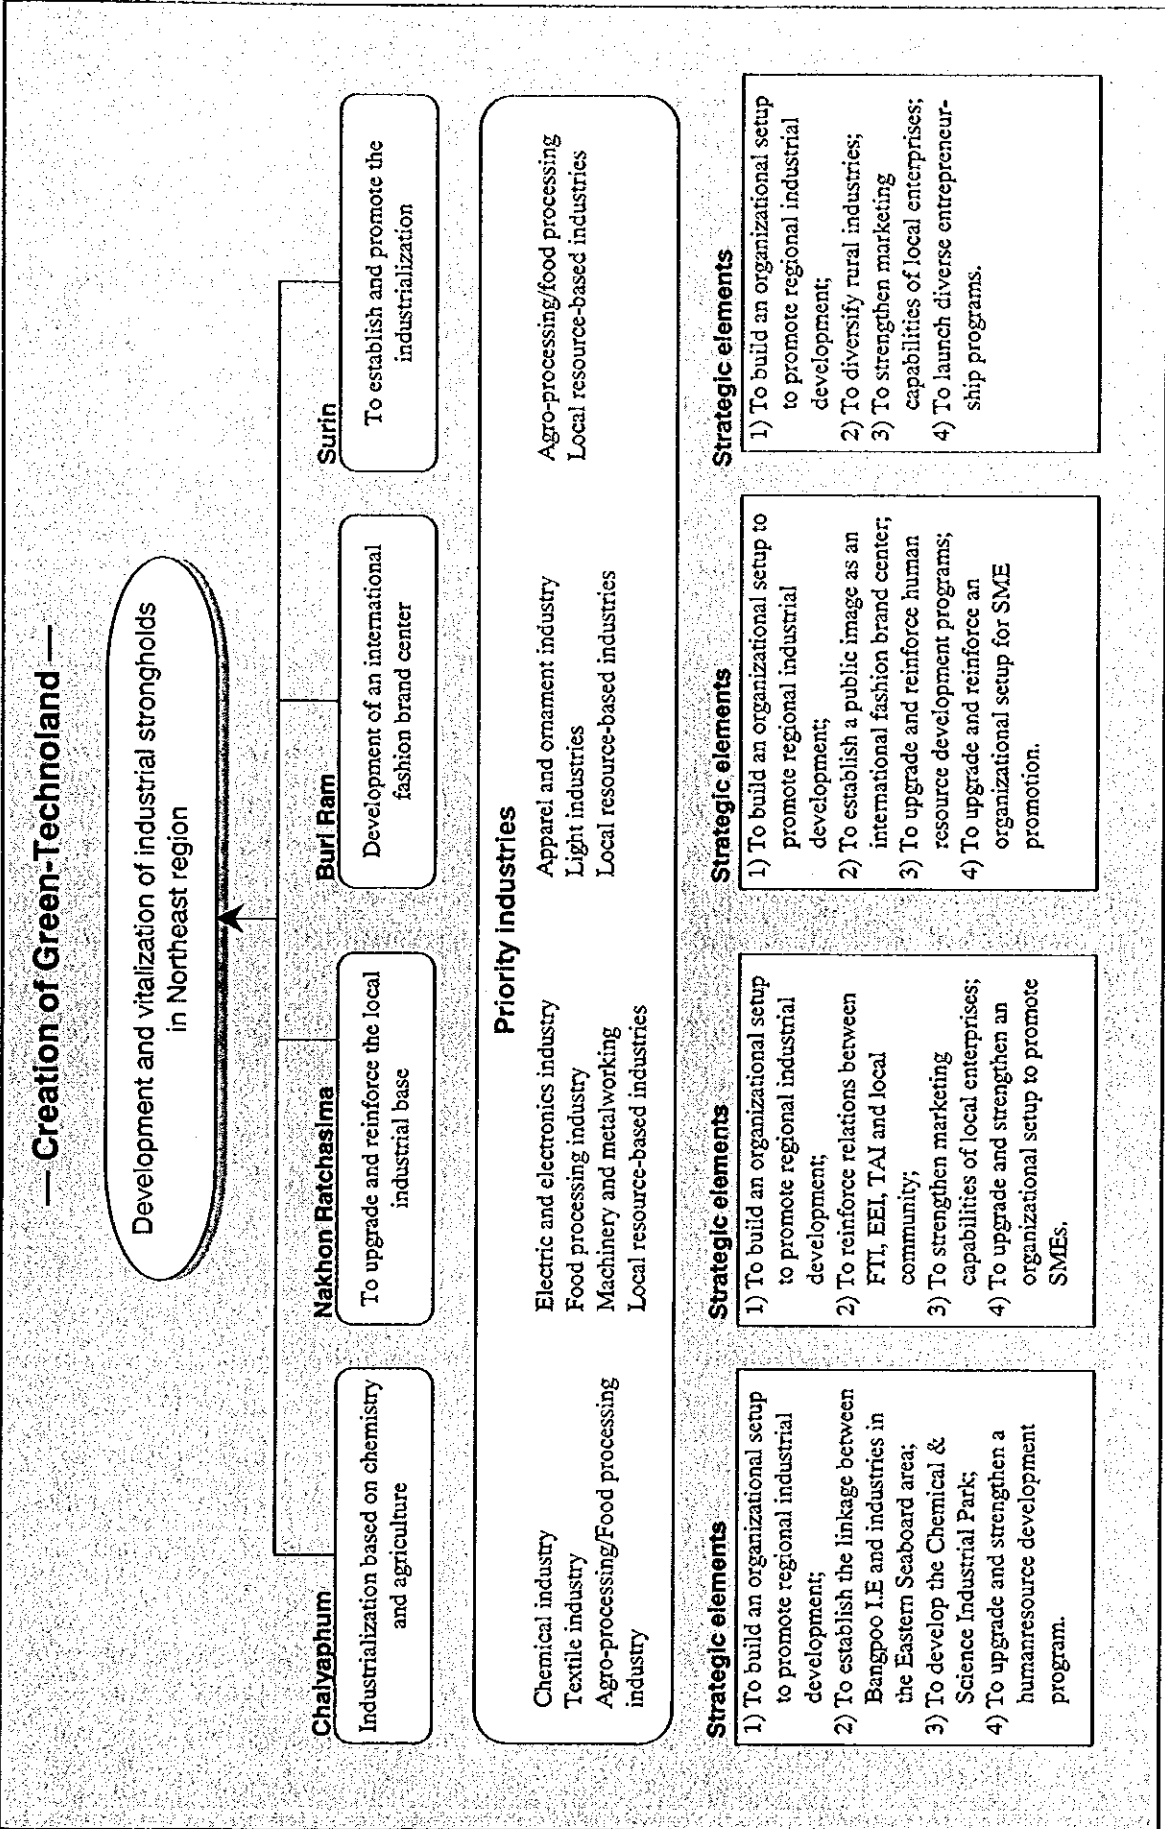 — Creation of Green-Technoland —
Development and vitalization of industrial strongholds
in Northeast region
Chaiyaphum
Industrialization based on chemistry
and agriculture
Nakhon Ratchasima
To upgrade and reinforce the local
industrial base
Buri Ram
Development of an international
fashion brand center
Surin
To establish and promote the
industrialization
Priority industries
Chemical industry
Textile industry
Agro-processing/Food processing
industry
Electric and electronics industry
Food processing industry
Machinery and metalworking
Local resource-based industries
Apparel and ornament industry
Light industries
Local resource-based industries
Agro-processing/food processing
Local resource-based industries
Strategic elements
1) To build an organizational setup
to promote regional industrial
development;
2) To establish the linkage between
Bangpoo I.E and industries in
the Eastern Seaboard area;
3) To develop the Chemical &
Science Industrial Park;
4) To upgrade and strengthen a
humanresource development
program.
Strategic elements
1) To build an organizational setup
to promote regional industrial
development;
2) To reinforce relations between
FTI, EEI, TAI and local
community;
3) To strengthen marketing
capabilities of local enterprises;
4) To upgrade and strengthen an
organizational setup to promote
SMEs.
Strategic elements
1) To build an organizational setup to
promote regional industrial
development;
2) To establish a public image as an
international fashion brand center;
3) To upgrade and reinforce human
resource development programs;
4) To upgrade and reinforce an
organizational setup for SME
promotion.
Strategic elements
1) To build an organizational setup
to promote regional industrial
development;
2) To diversify rural industries;
3) To strengthen marketing
capabilities of local enterprises;
4) To launch diverse entrepreneur-
ship programs.